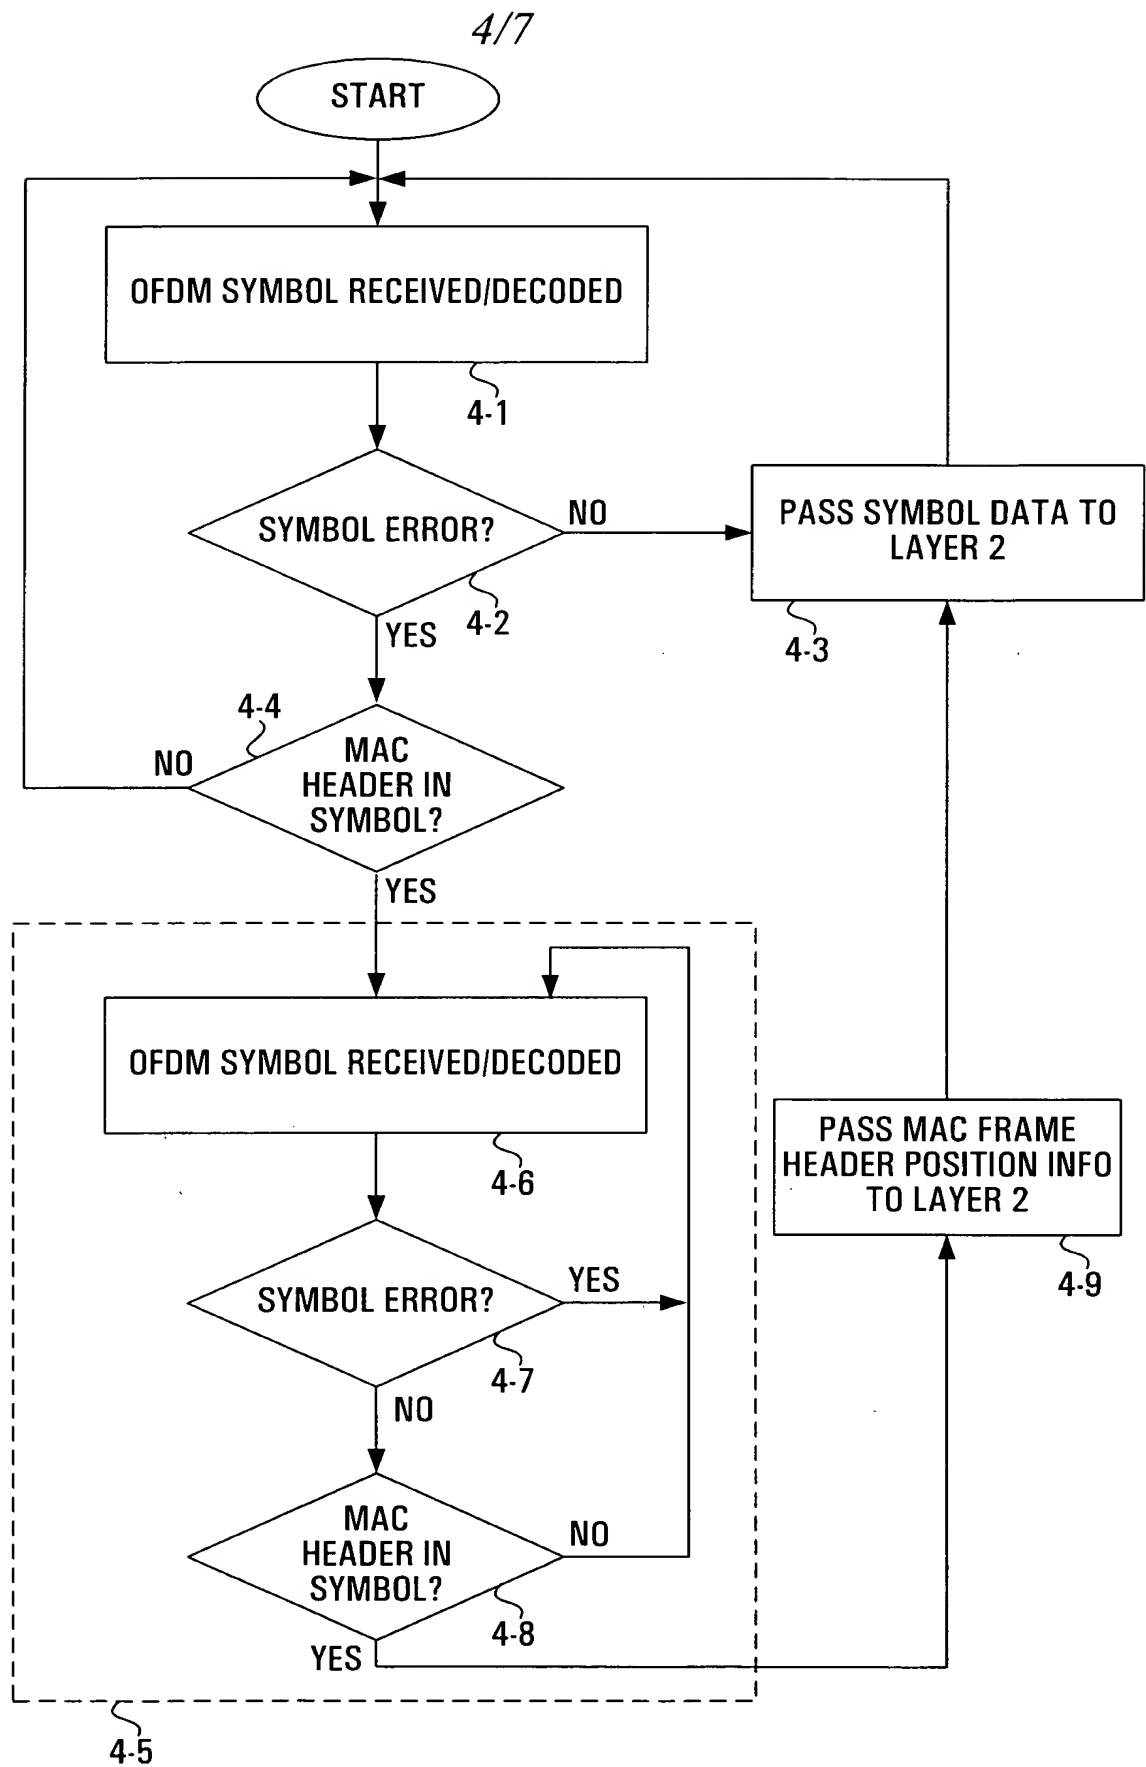 4/7
START
OFDM SYMBOL RECEIVED/DECODED
4-1
SYMBOL ERROR?
NO
4-2
YES
PASS SYMBOL DATA TO
LAYER 2
4-3
4-4
NO
MAC
HEADER IN
SYMBOL?
YES
OFDM SYMBOL RECEIVED/DECODED
4-6
SYMBOL ERROR?
YES
4-7
NO
MAC
HEADER IN
SYMBOL?
NO
4-8
YES
PASS MAC FRAME
HEADER POSITION INFO
TO LAYER 2
4-9
4-5